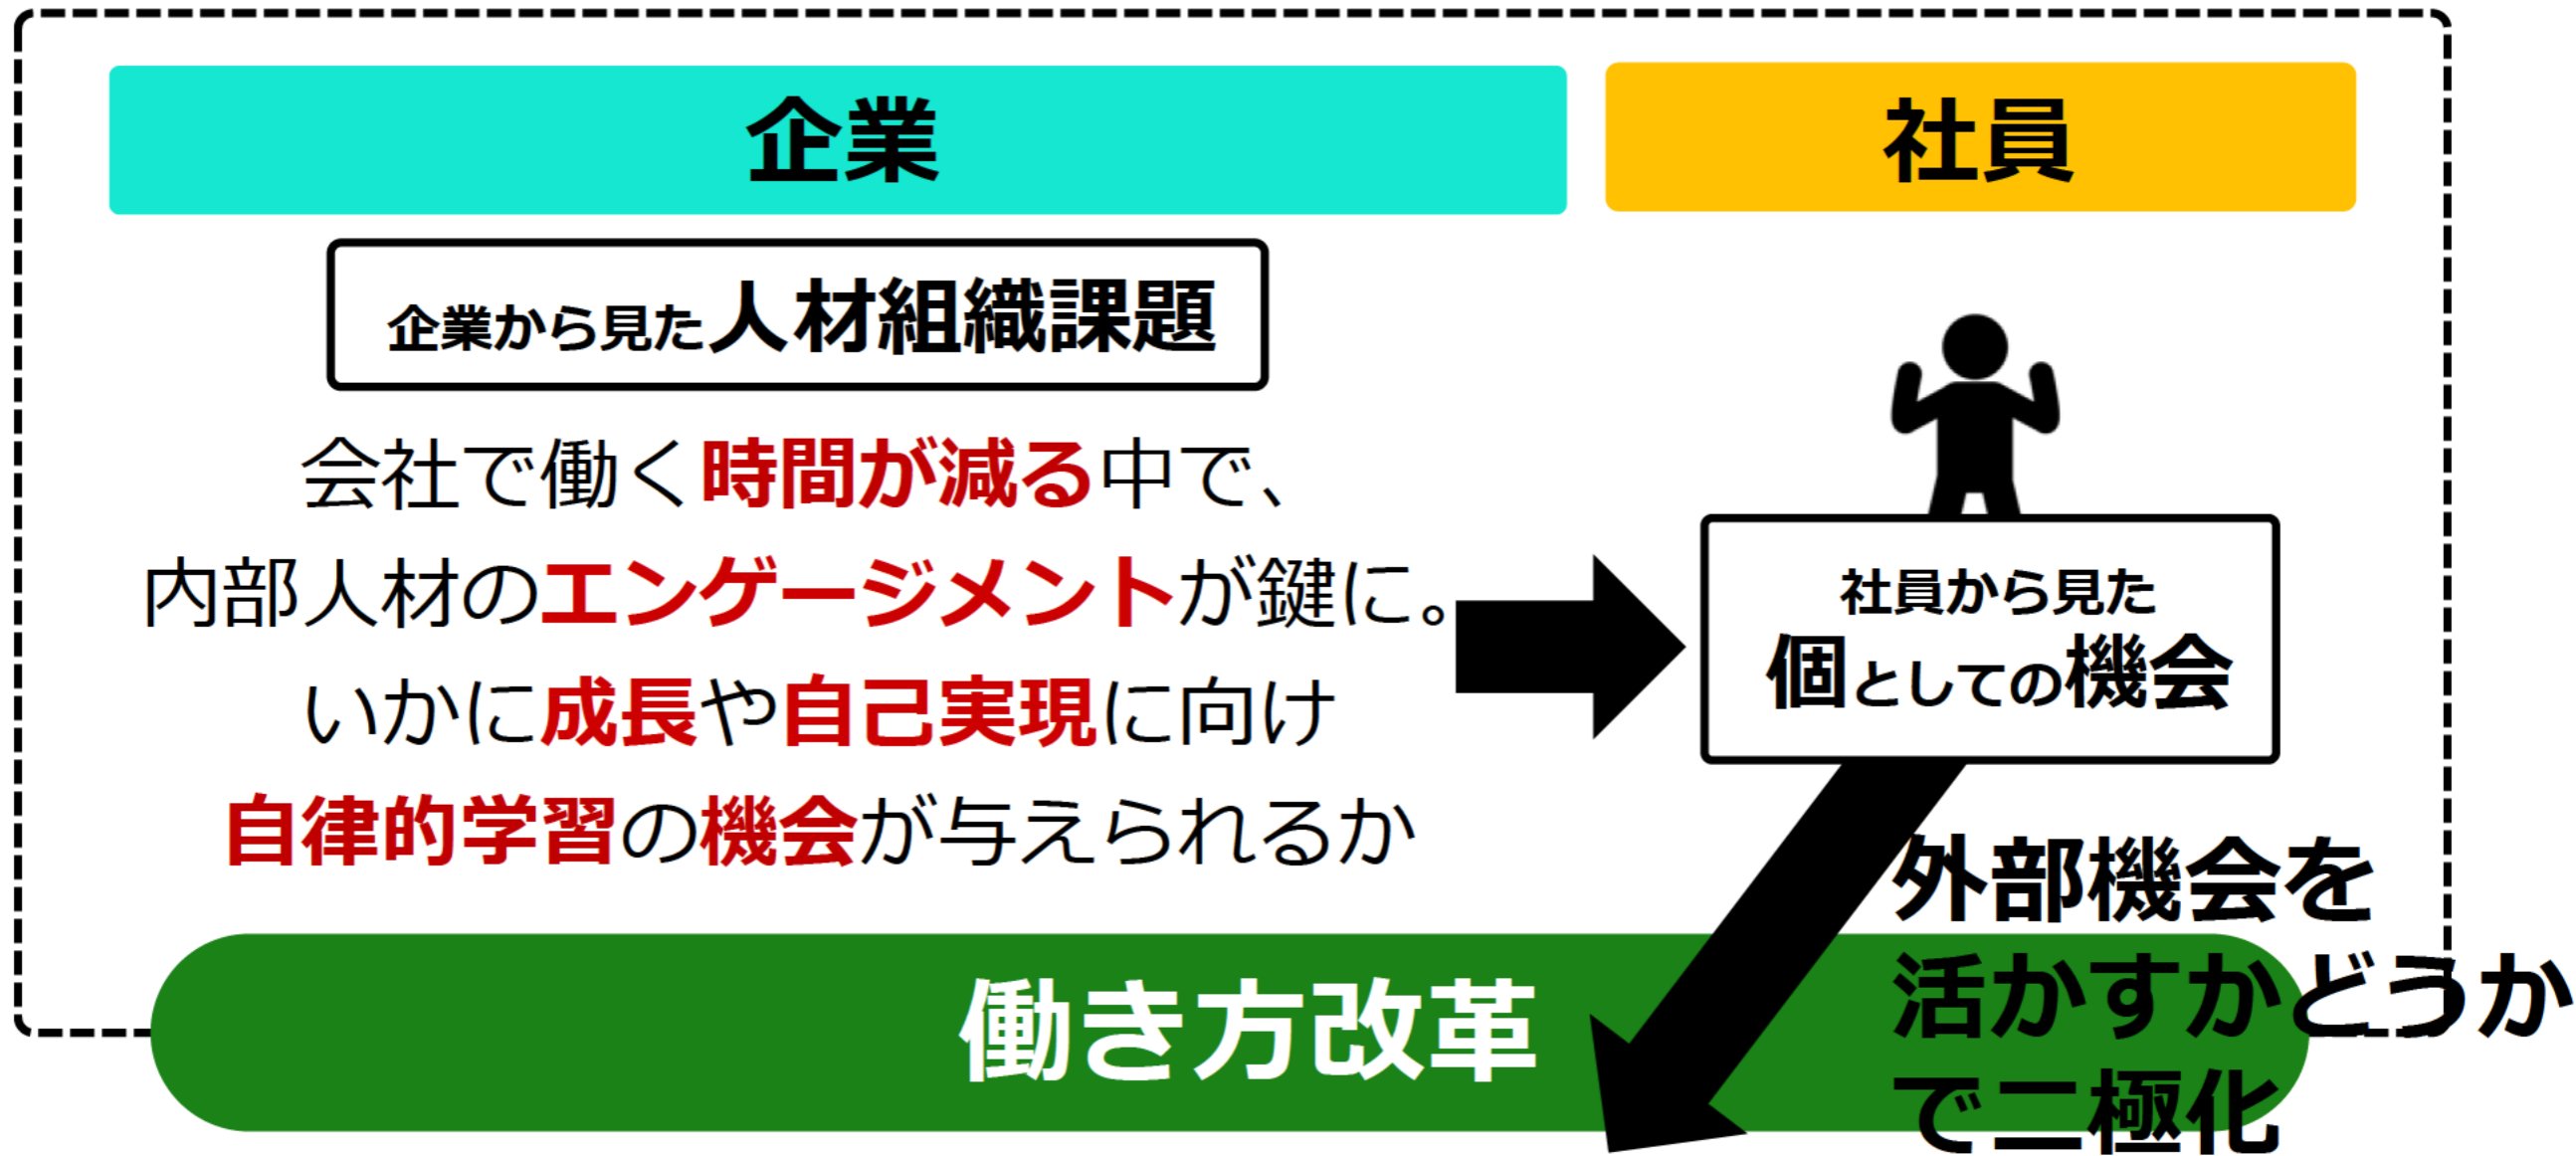 企業
社員
企業から見た人材組織課題
会社で働く時間が減る中で、
内部人材のエンゲージメントが鍵に。
いかに成長や自己実現に向け
自律的学習の機会が与えられるか
社員から見た
個としての機会
外部機会を
活かすかどうか
で二極化
働き方改革